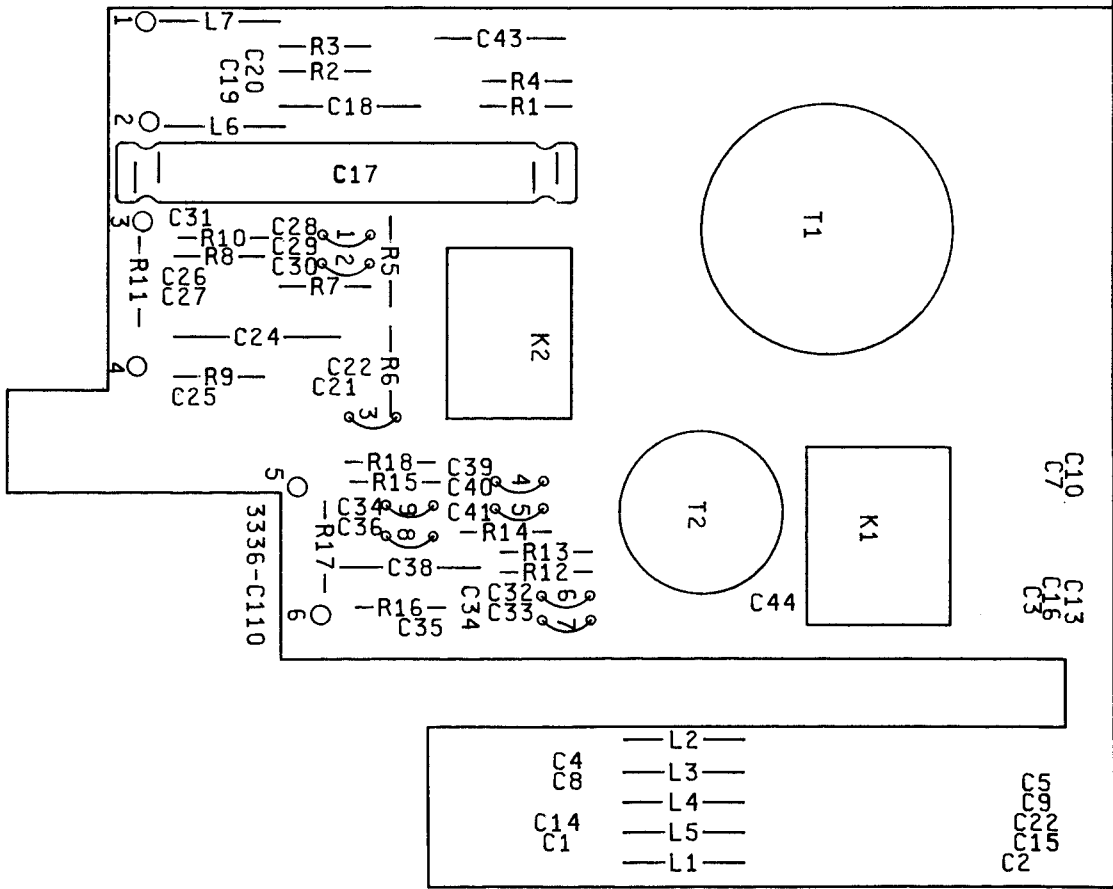 1
L7
C43
R3
C20
C19
R2
R4
C18
R1
2
L6
C17
3
C31
C28
1
R10
C29
R5
R8
C30
2
R11
C26
C27
R7
T1
C24
K2
4
R9
C25
C22
C21
R6
3
5
R18
C39
R15
C40
4
C10
C7
C34
9
C41
5
C36
8
R14
T2
K1
R17
3336-C110
R13
C38
R12
6
R16
C35
C34
C32
6
C33
7
C44
C13
C16
C3
L2
C4
C8
L3
C5
L4
C9
C14
C22
C1
L5
C15
L1
C2